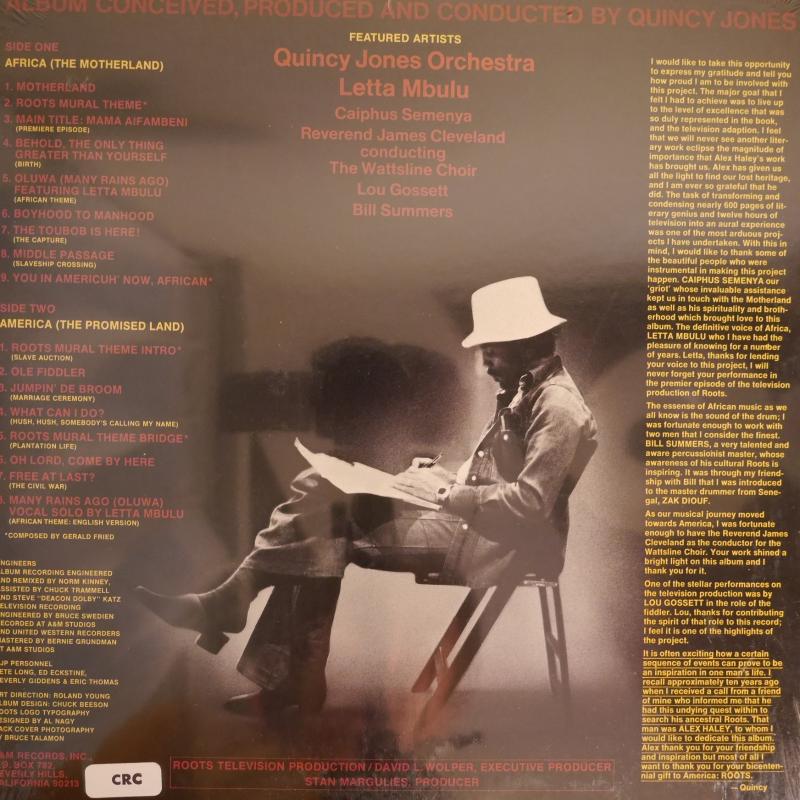 ALBUM CONCEIVED, PRODUCED AND CONDUCTED BY QUINCY JONES
SIDE ONE
AFRICA (THE MOTHERLAND)
1. MOTHERLAND
2. ROOTS MURAL THEME*
3. MAIN TITLE: MAMA AIFAMBENI
(PREMIERE EPISODE)
4. BEHOLD, THE ONLY THING
GREATER THAN YOURSELF
(BIRTH)
5. OLUWA (MANY RAINS AGO)
FEATURING LETTA MBULU
(AFRICAN THEME)
6. BOYHOOD TO MANHOOD
7. THE TOUBOB IS HERE!
(THE CAPTURE)
8. MIDDLE PASSAGE
(SLAVESHIP CROSSING)
9. YOU IN AMERICUH' NOW, AFRICAN*
SIDE TWO
AMERICA (THE PROMISED LAND)
1. ROOTS MURAL THEME INTRO*
(SLAVE AUCTION)
2. OLE FIDDLER
3. JUMPIN' DE BROOM
(MARRIAGE CEREMONY)
4. WHAT CAN I DO?
(HUSH, HUSH, SOMEBODY'S CALLING MY NAME)
5. ROOTS MURAL THEME BRIDGE*
(PLANTATION LIFE)
6. OH LORD, COME BY HERE
7. FREE AT LAST?
(THE CIVIL WAR)
8. MANY RAINS AGO (OLUWA)
VOCAL SOLO BY LETTA MBULU
(AFRICAN THEME: ENGLISH VERSION)
*COMPOSED BY GERALD FRIED
NGINEERS
LBUM RECORDING ENGINEERED
ND REMIXED BY NORM KINNEY,
SSISTED BY CHUCK TRAMMELL
ND STEVE "DEACON DOLBY" KATZ
ELEVISION RECORDING
NGINEERED BY BRUCE SWEDIEN
ECORDED AT A&M STUDIOS
ND UNITED WESTERN RECORDERS
ASTERED BY BERNIE GRUNDMAN
T A&M STUDIOS
JP PERSONNEL
ETE LONG, ED ECKSTINE,
EVERLY GIDDENS & ERIC THOMAS
RT DIRECTION: ROLAND YOUNG
LBUM DESIGN: CHUCK BEESON
OOTS LOGO TYPOGRAPHY
ESIGNED BY AL NAGY
ACK COVER PHOTOGRAPHY
Y BRUCE TALAMON
&M RECORDS, INC.,
O. BOX 782,
EVERLY HILLS,
ALIFORNIA 90213
CRC
FEATURED ARTISTS
Quincy Jones Orchestra
Letta Mbulu
Caiphus Semenya
Reverend James Cleveland
conducting
The Wattsline Choir
Lou Gossett
Bill Summers
ROOTS TELEVISION PRODUCTION/DAVID L. WOLPER, EXECUTIVE PRODUCER
STAN MARGULIES, PRODUCER
I would like to take this opportunity
to express my gratitude and tell you
how proud I am to be involved with
this project. The major goal that I
felt I had to achieve was to live up
to the level of excellence that was
so duly represented in the book,
and the television adaption. I feel
that we will never see another liter-
ary work eclipse the magnitude of
importance that Alex Haley's work
has brought us. Alex has given us
all the light to find our lost heritage,
and I am ever so grateful that he
did. The task of transforming and
condensing nearly 600 pages of lit-
erary genius and twelve hours of
television into an aural experience
was one of the most arduous proj-
ects I have undertaken. With this in
mind, I would like to thank some of
the beautiful people who were
instrumental in making this project
happen. CAIPHUS SEMENYA our
'griot' whose invaluable assistance
kept us in touch with the Motherland
as well as his spirituality and broth-
erhood which brought love to this
album. The definitive voice of Africa,
LETTA MBULU who I have had the
pleasure of knowing for a number
of years. Letta, thanks for lending
your voice to this project, I will
never forget your performance in
the premier episode of the television
production of Roots.
The essense of African music as we
all know is the sound of the drum; I
was fortunate enough to work with
two men that I consider the finest.
BILL SUMMERS, a very talented and
aware percussionist master, whose
awareness of his cultural Roots is
inspiring. It was through my friend-
ship with Bill that I was introduced
to the master drummer from Sene-
gal, ZAK DIOUF.
As our musical journey moved
towards America, I was fortunate
enough to have the Reverend James
Cleveland as the conductor for the
Wattsline Choir. Your work shined a
bright light on this album and I
thank you for it.
One of the stellar performances on
the television production was by
LOU GOSSETT in the role of the
fiddler. Lou, thanks for contributing
the spirit of that role to this record;
I feel it is one of the highlights of
the project.
It is often exciting how a certain
sequence of events can prove to be
an inspiration in one man's life. I
recall approximately ten years ago
when I received a call from a friend
of mine who informed me that he
had this undying quest within to
search his ancestral Roots. That
man was ALEX HALEY, to whom I
would like to dedicate this album.
Alex thank you for your friendship
and inspiration but most of all I
want to thank you for your bicenten-
nial gift to America: ROOTS.
—Quincy